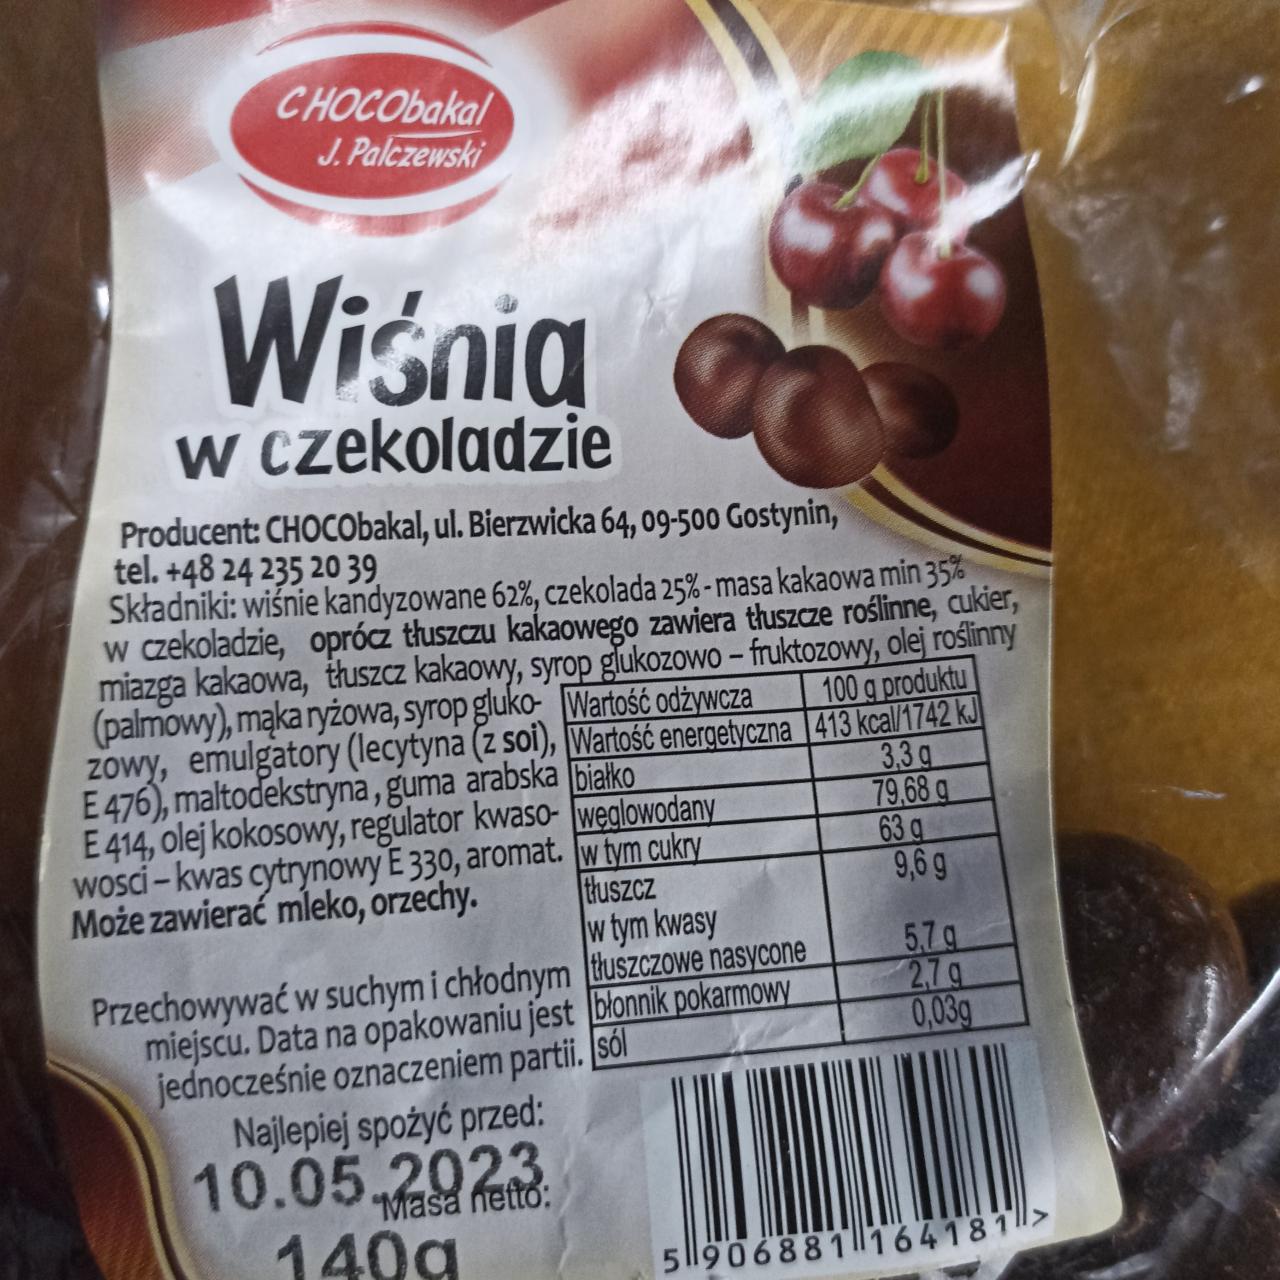 CHOCObakal
J. Palczewski
Wiśnia
w czekoladzie
Producent: CHOCObakal, ul. Bierzwicka 64, 09-500 Gostynin,
tel. +48 24 235 20 39
Składniki: wiśnie kandyzowane 62%, czekolada 25% - masa kakaowa min 35%
w czekoladzie, oprócz tłuszczu kakaowego zawiera tłuszcze roślinne, cukier,
miazga kakaowa, tłuszcz kakaowy, syrop glukozowo – fruktozowy, olej roślinny
(palmowy), mąka ryżowa, syrop gluko-
zowy, emulgatory (lecytyna (z soi),
E 476), maltodekstryna, guma arabska
E 414, olej kokosowy, regulator kwaso-
wosci – kwas cytrynowy E 330, aromat.
Może zawierać mleko, orzechy.
Wartość odżywcza 100 g produktu
Wartość energetyczna 413 kcal/1742 kJ
białko 3,3 g
węglowodany 79,68 g
w tym cukry 63 g
tłuszcz 9,6 g
w tym kwasy
tłuszczowe nasycone 5,7 g
błonnik pokarmowy 2,7 g
sól 0,03g
Przechowywać w suchym i chłodnym
miejscu. Data na opakowaniu jest
jednocześnie oznaczeniem partii.
Najlepiej spożyć przed:
10.05.2023
Masa netto:
140g
5 906881 164181 >